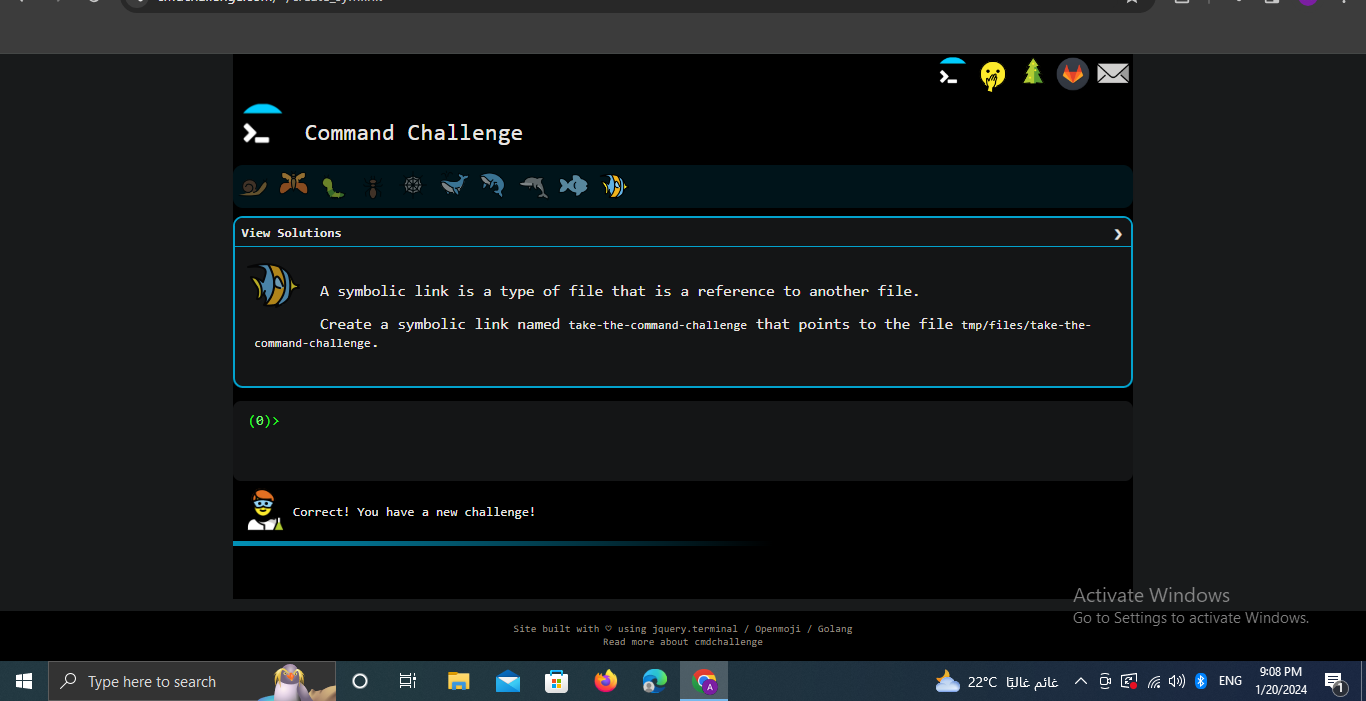 Command Challenge
View Solutions
A symbolic link is a type of file that is a reference to another file.
Create a symbolic link named take-the-command-challenge that points to the file tmp/files/take-the-
command-challenge.
(0)>
Correct! You have a new challenge!
Activate Windows
Go to Settings to activate Windows.
Site built with ♡ using jquery.terminal / Openmoji / Golang
Read more about cmdchallenge
Type here to search
22°C غائم غالبًا
ENG
9:08 PM
1/20/2024
1
A